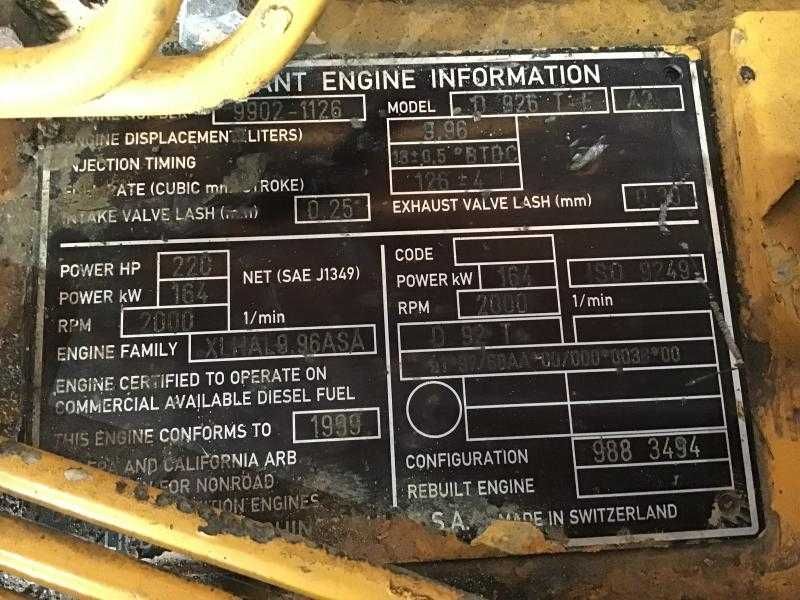 ANT ENGINE INFORMATION
9902-1126 MODEL D 926 T-E A2
ENGINE DISPLACEMENT (LITERS) 9.96
INJECTION TIMING 18±0.5 °BTDC
RATE (CUBIC mm STROKE) 126 ±4
INTAKE VALVE LASH 0.25
EXHAUST VALVE LASH (mm)
POWER HP 220 NET (SAE J1349)
POWER kW 164
RPM 2000 1/min
ENGINE FAMILY XLHAL9.96ASA
ENGINE CERTIFIED TO OPERATE ON
COMMERCIAL AVAILABLE DIESEL FUEL
THIS ENGINE CONFORMS TO 1999
EPA AND CALIFORNIA ARB
FOR NONROAD
ENGINES
CODE
POWER kW 164 ISO 9249
RPM 2000 1/min
D 92 T
CONFIGURATION 988 3494
REBUILT ENGINE
S.A. MADE IN SWITZERLAND